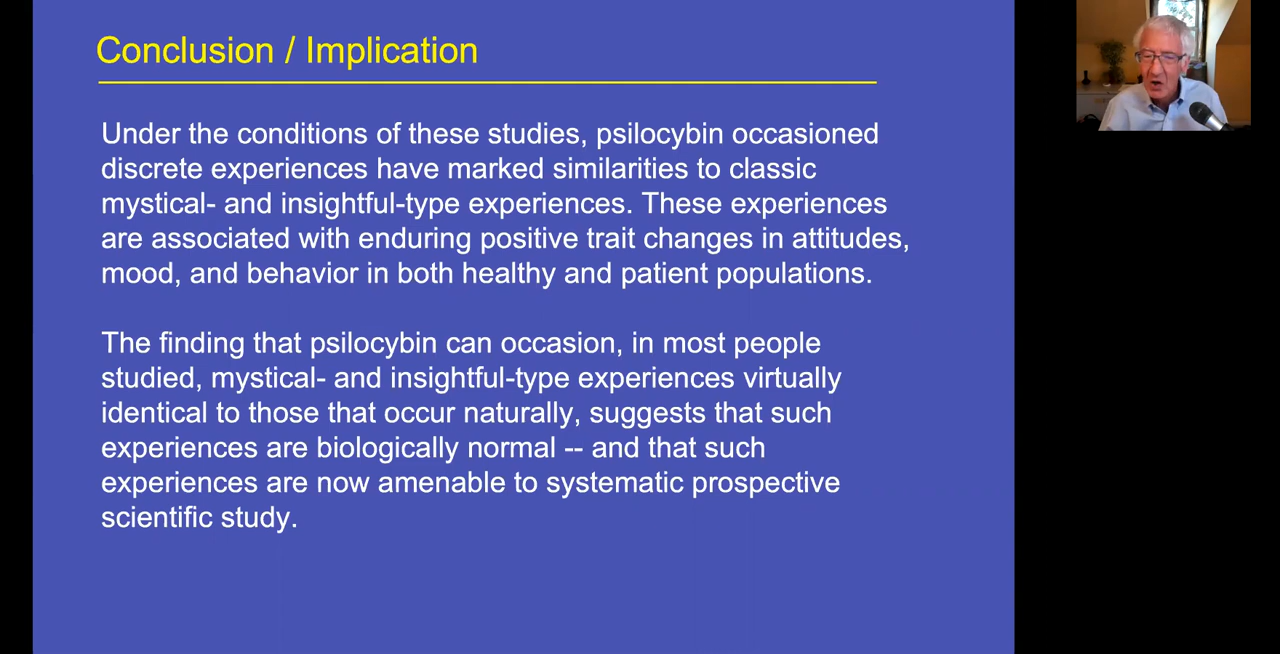 Conclusion / Implication
Under the conditions of these studies, psilocybin occasioned
discrete experiences have marked similarities to classic
mystical- and insightful-type experiences. These experiences
are associated with enduring positive trait changes in attitudes,
mood, and behavior in both healthy and patient populations.
The finding that psilocybin can occasion, in most people
studied, mystical- and insightful-type experiences virtually
identical to those that occur naturally, suggests that such
experiences are biologically normal -- and that such
experiences are now amenable to systematic prospective
scientific study.